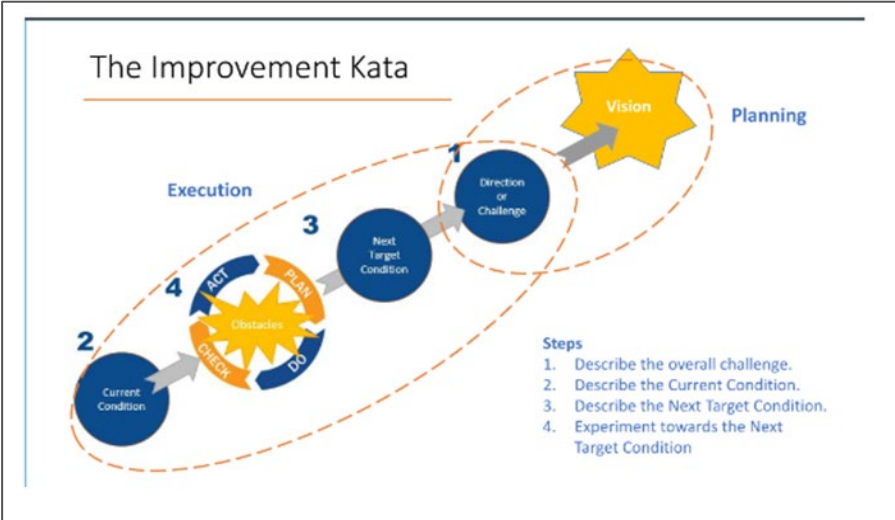 The Improvement Kata
Vision
Planning
1
Direction
or
Challenge
Execution
3
Next
Target
Condition
4
ACT
PLAN
Obstacles
CHECK
DO
2
Current
Condition
Steps
1. Describe the overall challenge.
2. Describe the Current Condition.
3. Describe the Next Target Condition.
4. Experiment towards the Next
Target Condition